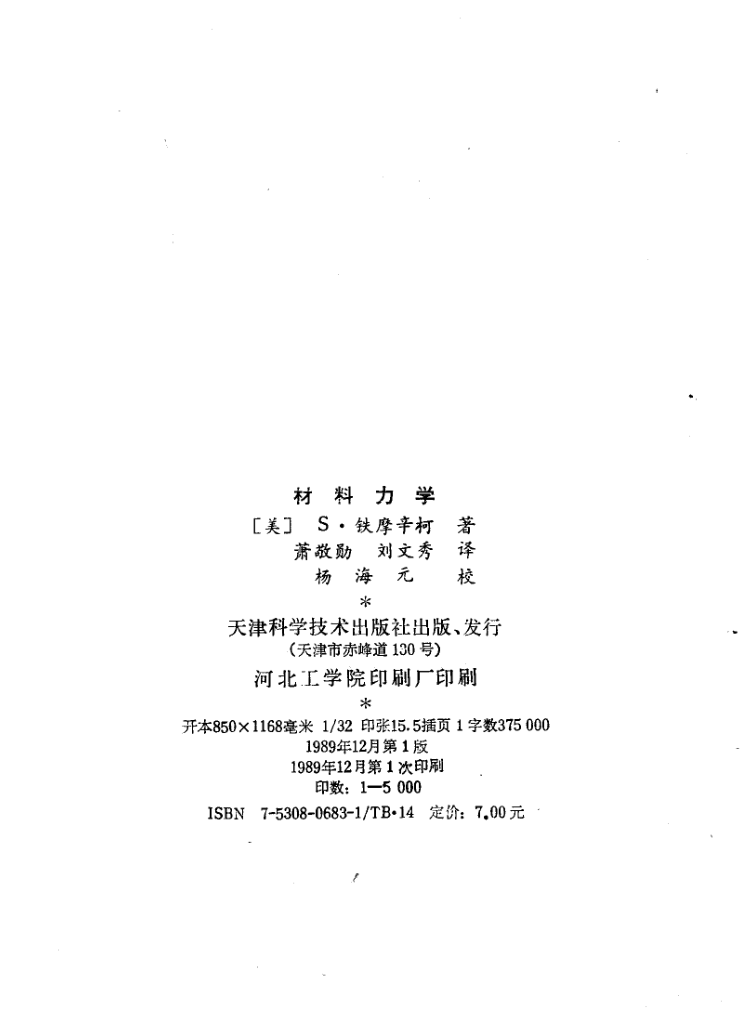 材料力学
[美] S·铁摩辛柯 著
萧敬勋 刘文秀 译
杨海元 校
*
天津科学技术出版社出版、发行
(天津市赤峰道130号)
河北工学院印刷厂印刷
*
开本850×1168毫米 1/32 印张15.5插页1字数375 000
1989年12月第1版
1989年12月第1次印刷
印数：1—5 000
ISBN 7-5308-0683-1/TB·14 定价：7.00元